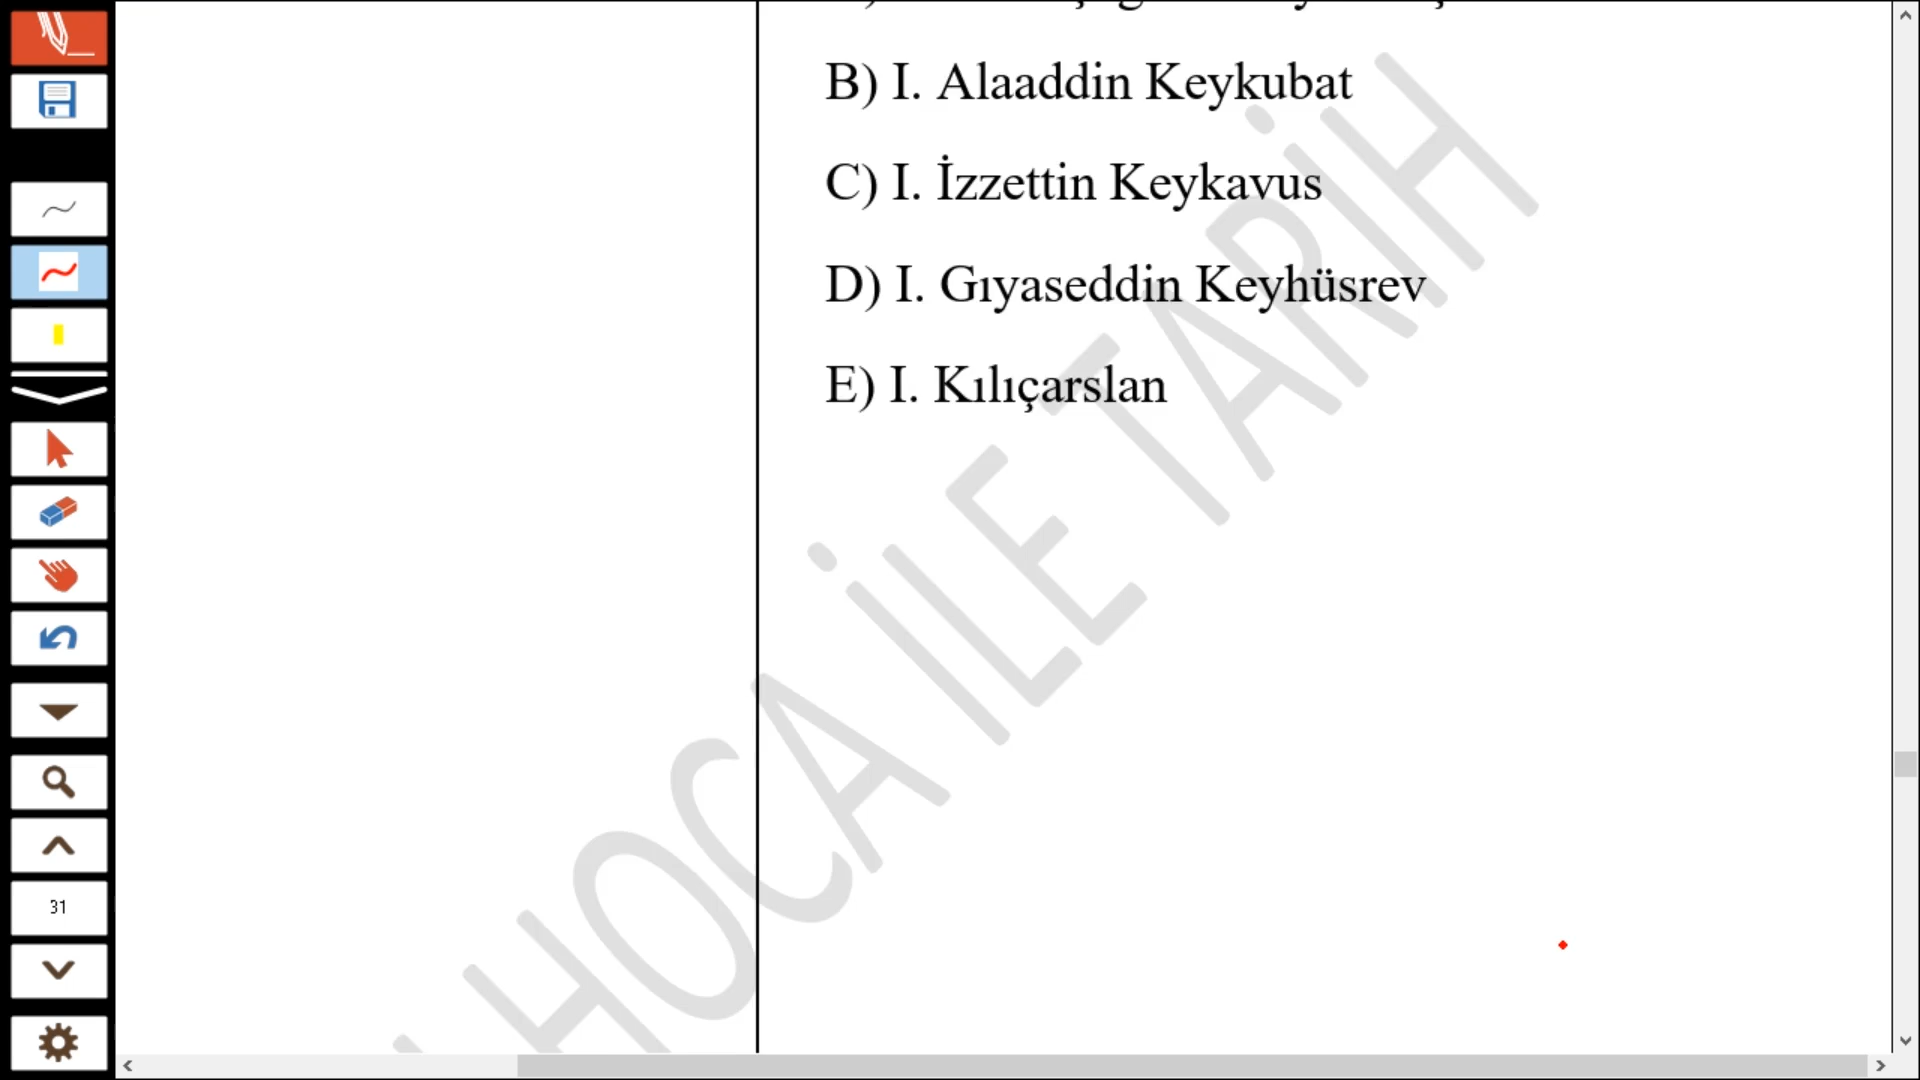 B) I. Alaaddin Keykubat
C) I. İzzettin Keykavus
D) I. Gıyaseddin Keyhüsrev
E) I. Kılıçarslan
HOCA İLE TARİH
31